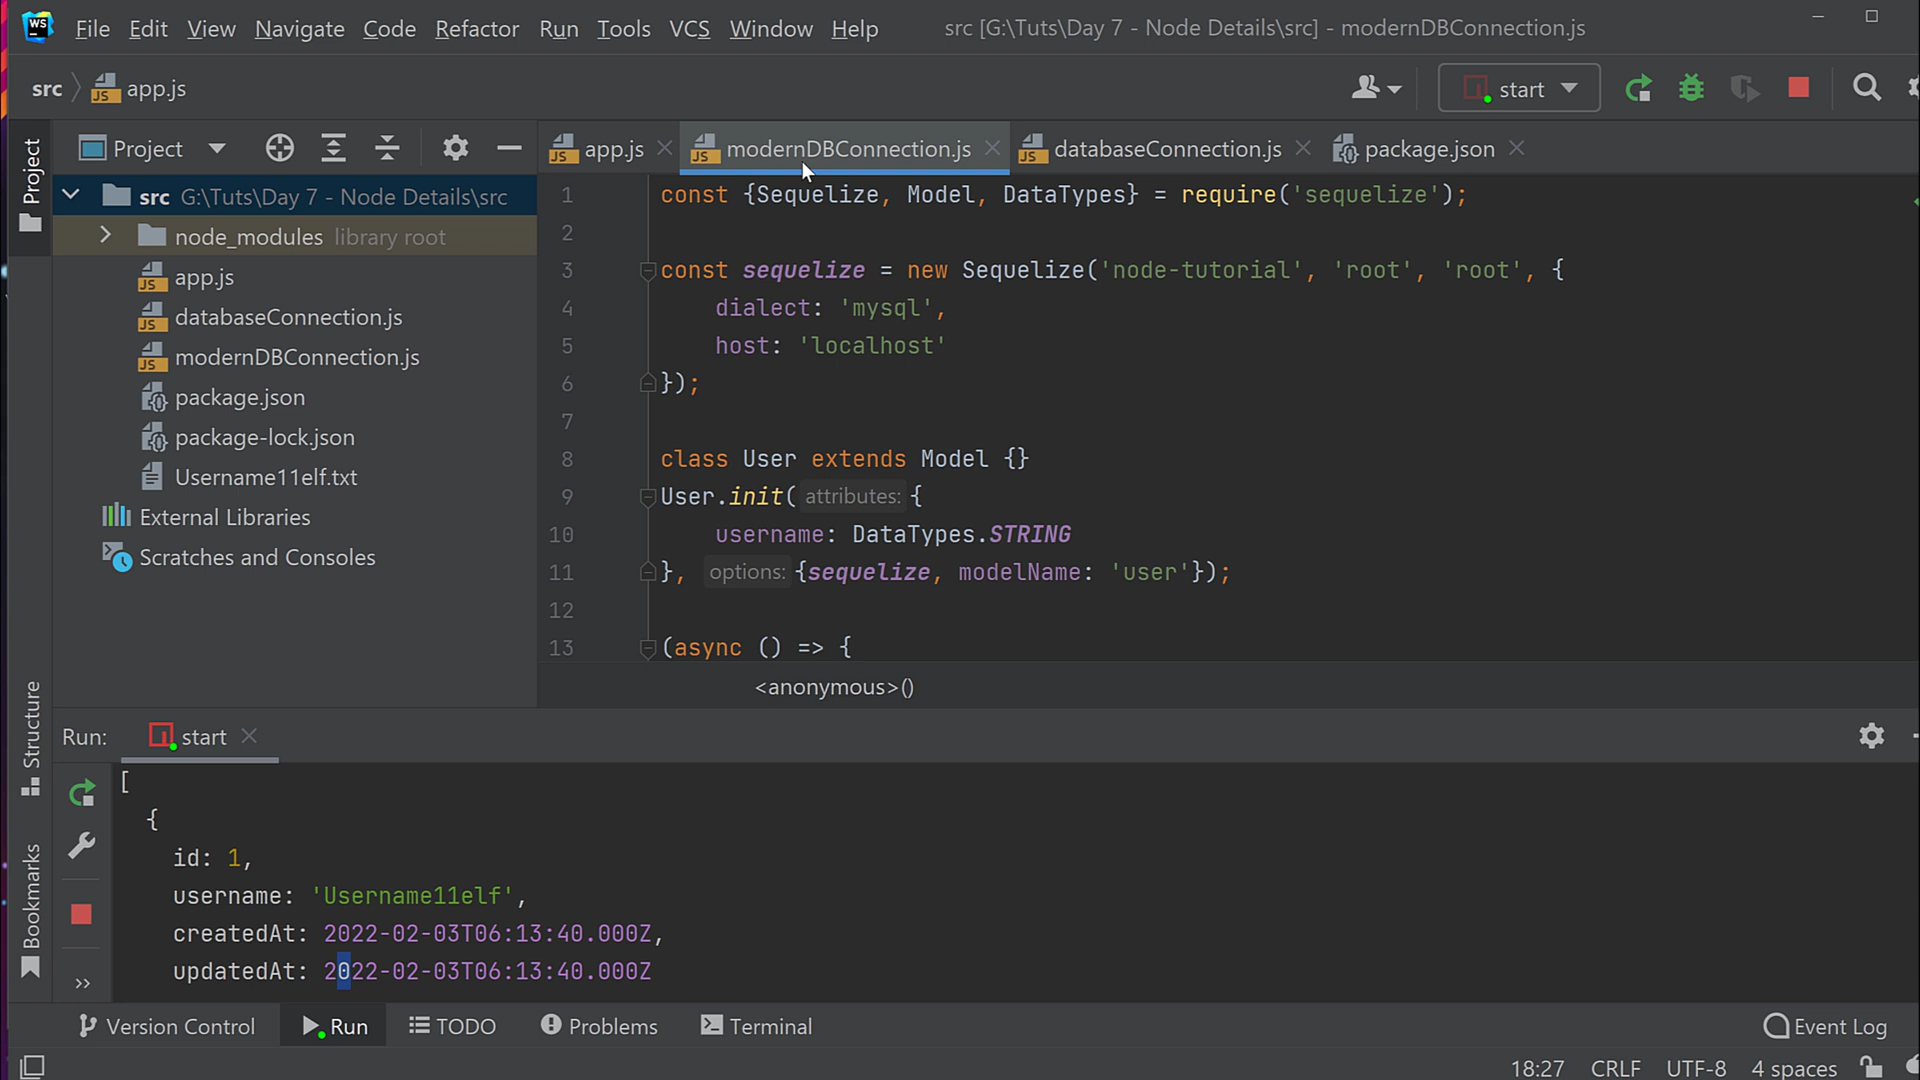 WS File Edit View Navigate Code Refactor Run Tools VCS Window Help src [G:\Tuts\Day 7 - Node Details\src] - modernDBConnection.js
src app.js start
Project
Project
app.js modernDBConnection.js databaseConnection.js package.json
src G:\Tuts\Day 7 - Node Details\src
node_modules library root
app.js
databaseConnection.js
modernDBConnection.js
package.json
package-lock.json
Username11elf.txt
External Libraries
Scratches and Consoles
1 const {Sequelize, Model, DataTypes} = require('sequelize');
2
3 const sequelize = new Sequelize('node-tutorial', 'root', 'root', {
4 dialect: 'mysql',
5 host: 'localhost'
6 });
7
8 class User extends Model {}
9 User.init( attributes: {
10 username: DataTypes.STRING
11 }, options: {sequelize, modelName: 'user'});
12
13 (async () => {
<anonymous>()
Structure
Bookmarks
Run: start
[
{
id: 1,
username: 'Username11elf',
createdAt: 2022-02-03T06:13:40.000Z,
updatedAt: 2022-02-03T06:13:40.000Z
Version Control Run TODO Problems Terminal Event Log
18:27 CRLF UTF-8 4 spaces